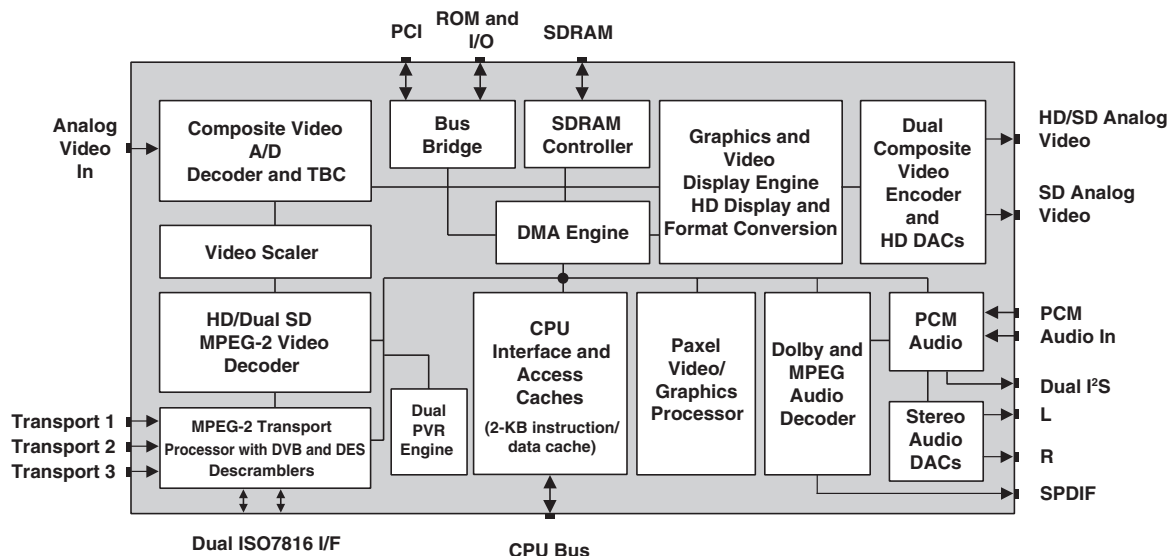 PCI
ROM and
I/O
SDRAM
Analog
Video
In
Composite Video
A/D
Decoder and TBC
Bus
Bridge
SDRAM
Controller
Graphics and
Video
Display Engine
HD Display and
Format Conversion
Dual
Composite
Video
Encoder
and
HD DACs
HD/SD Analog
Video
SD Analog
Video
Video Scaler
DMA Engine
HD/Dual SD
MPEG-2 Video
Decoder
CPU
Interface and
Access
Caches
(2-KB instruction/
data cache)
Paxel
Video/
Graphics
Processor
Dolby and
MPEG
Audio
Decoder
PCM
Audio
PCM
Audio In
Dual I²S
L
R
SPDIF
Stereo
Audio
DACs
Dual
PVR
Engine
Transport 1
Transport 2
Transport 3
MPEG-2 Transport
Processor with DVB and DES
Descramblers
Dual ISO7816 I/F
CPU Bus